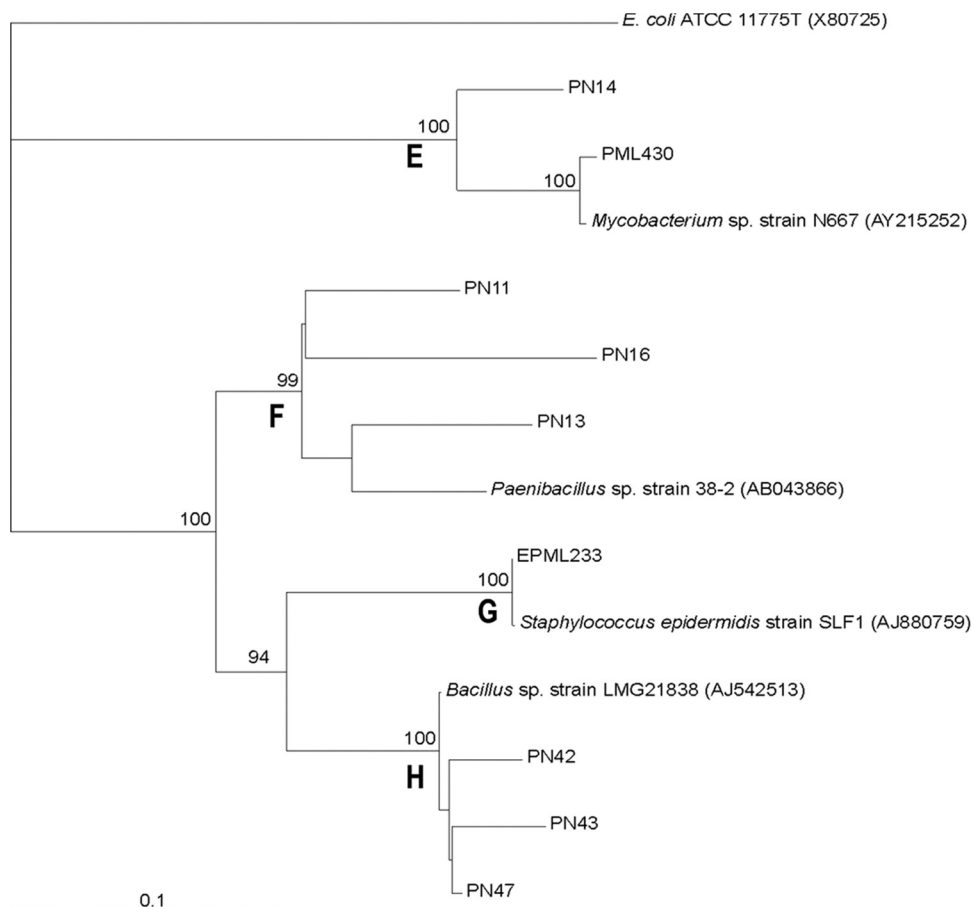 E. coli ATCC 11775T (X80725)
PN14
100
E
PML430
100
Mycobacterium sp. strain N667 (AY215252)
PN11
PN16
99
F
PN13
Paenibacillus sp. strain 38-2 (AB043866)
100
EPML233
100
G
Staphylococcus epidermidis strain SLF1 (AJ880759)
94
Bacillus sp. strain LMG21838 (AJ542513)
100
H
PN42
PN43
PN47
0.1